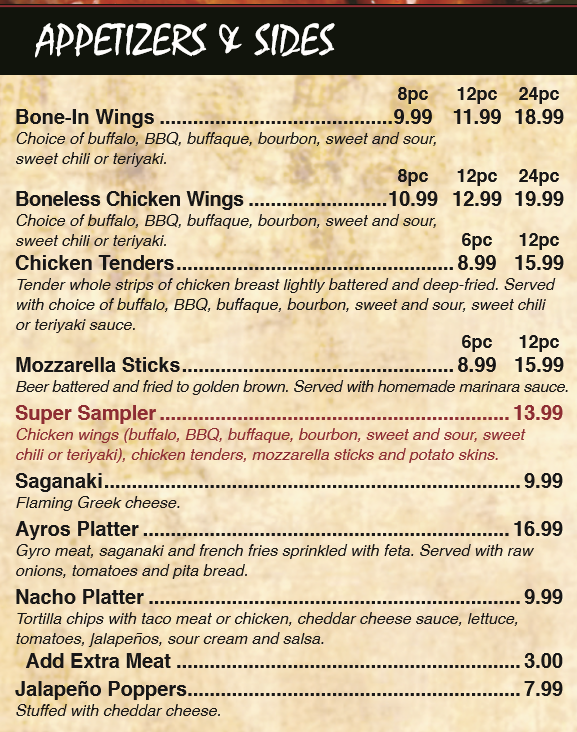 APPETIZERS & SIDES
8pc 12pc 24pc
Bone-In Wings ..........................................9.99 11.99 18.99
Choice of buffalo, BBQ, buffaque, bourbon, sweet and sour,
sweet chili or teriyaki.
8pc 12pc 24pc
Boneless Chicken Wings .........................10.99 12.99 19.99
Choice of buffalo, BBQ, buffaque, bourbon, sweet and sour,
sweet chili or teriyaki.
6pc 12pc
Chicken Tenders...................................................8.99 15.99
Tender whole strips of chicken breast lightly battered and deep-fried. Served
with choice of buffalo, BBQ, buffaque, bourbon, sweet and sour, sweet chili
or teriyaki sauce.
6pc 12pc
Mozzarella Sticks.................................................8.99 15.99
Beer battered and fried to golden brown. Served with homemade marinara sauce.
Super Sampler ............................................................... 13.99
Chicken wings (buffalo, BBQ, buffaque, bourbon, sweet and sour, sweet
chili or teriyaki), chicken tenders, mozzarella sticks and potato skins.
Saganaki........................................................................... 9.99
Flaming Greek cheese.
Ayros Platter .................................................................. 16.99
Gyro meat, saganaki and french fries sprinkled with feta. Served with raw
onions, tomatoes and pita bread.
Nacho Platter ................................................................... 9.99
Tortilla chips with taco meat or chicken, cheddar cheese sauce, lettuce,
tomatoes, jalapeños, sour cream and salsa.
Add Extra Meat .............................................................. 3.00
Jalapeño Poppers............................................................ 7.99
Stuffed with cheddar cheese.